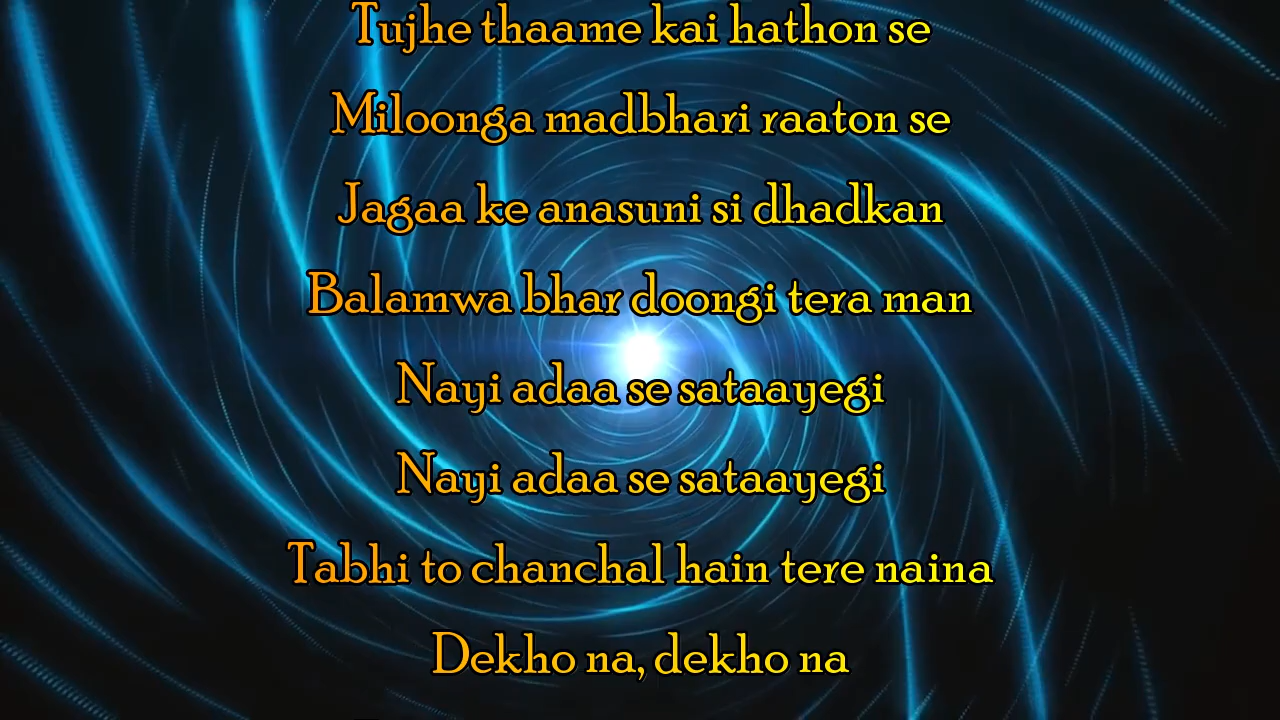 Tujhe thaame kai hathon se
Miloonga madbhari raaton se
Jagaa ke anasuni si dhadkan
Balamwa bhar doongi tera man
Nayi adaa se sataayegi
Nayi adaa se sataayegi
Tabhi to chanchal hain tere naina
Dekho na, dekho na